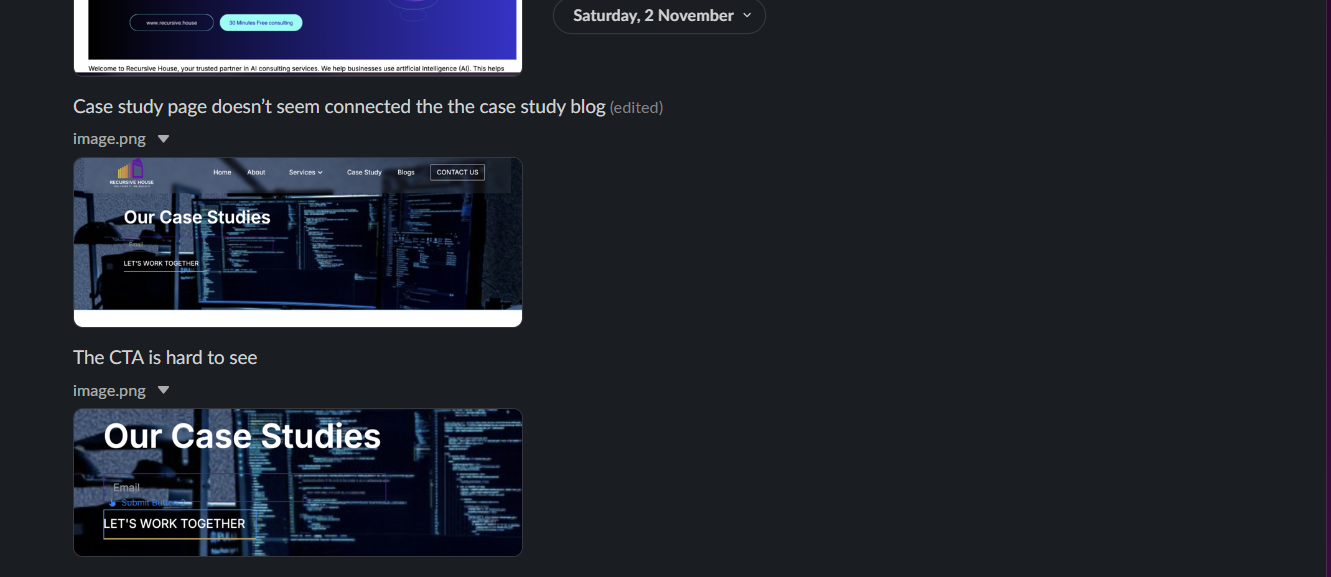 www.recursive.house
30 Minutes Free consulting
Saturday, 2 November
Welcome to Recursive House, your trusted partner in AI consulting services. We help businesses use artificial intelligence (AI). This helps
Case study page doesn’t seem connected the the case study blog (edited)
image.png
RECURSIVE HOUSE
Home About Services Case Study Blogs CONTACT US
Our Case Studies
Email
LET'S WORK TOGETHER
The CTA is hard to see
image.png
Our Case Studies
Email
Submit
LET'S WORK TOGETHER